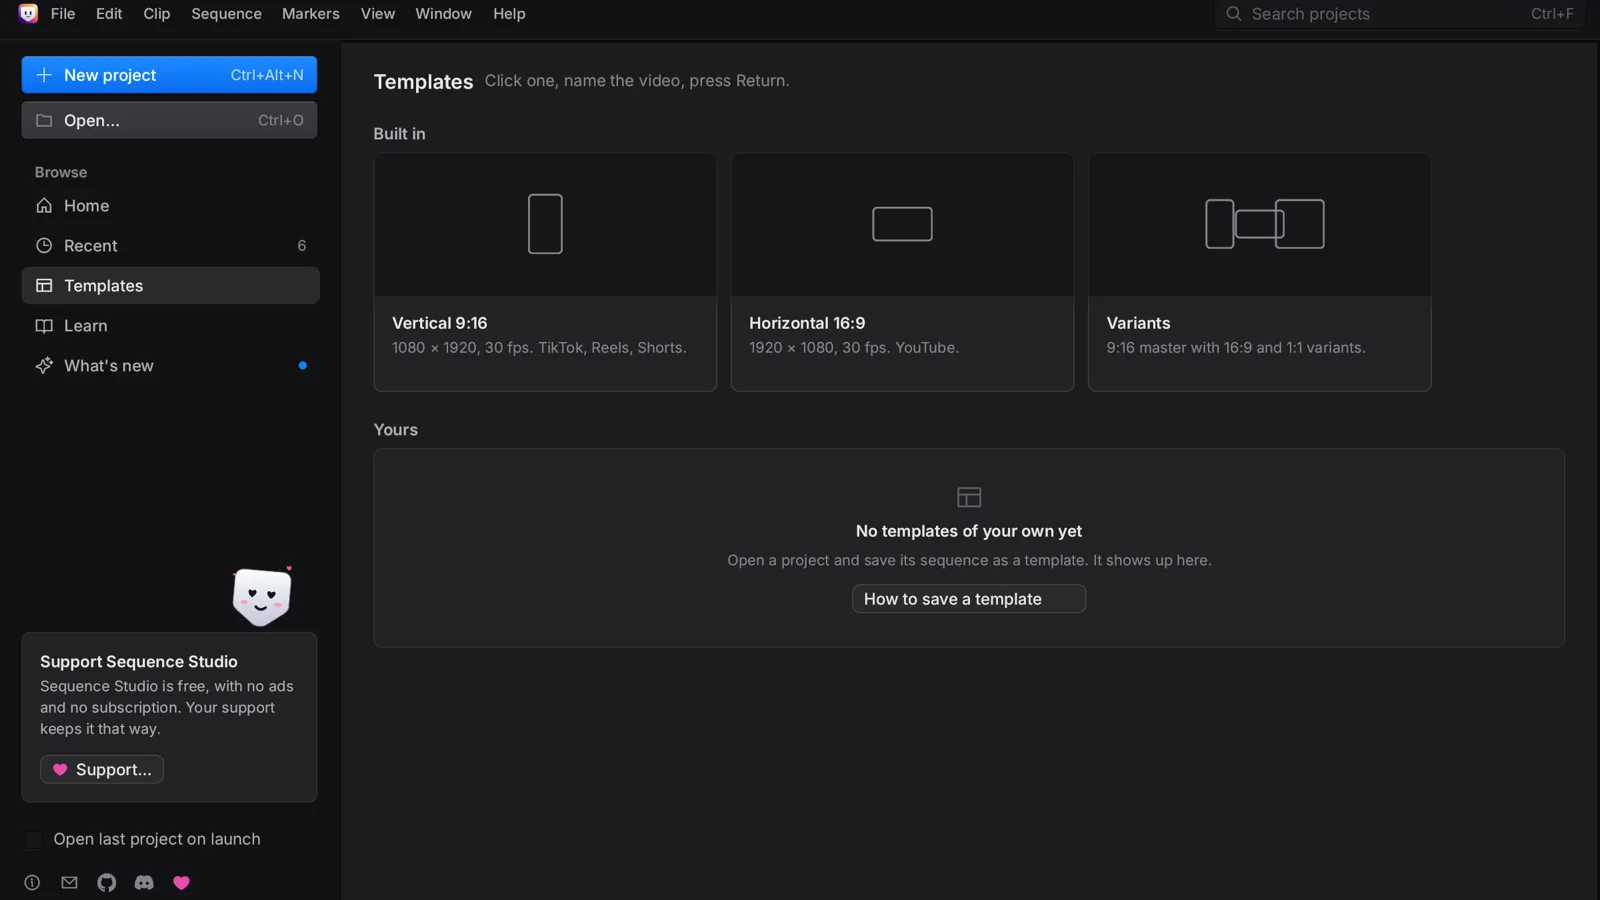 File Edit Clip Sequence Markers View Window Help
Search projects Ctrl+F
New project Ctrl+Alt+N
Open... Ctrl+O
Browse
Home
Recent 6
Templates
Learn
What's new
Support Sequence Studio
Sequence Studio is free, with no ads
and no subscription. Your support
keeps it that way.
Support...
Open last project on launch
Templates Click one, name the video, press Return.
Built in
Vertical 9:16
1080 × 1920, 30 fps. TikTok, Reels, Shorts.
Horizontal 16:9
1920 × 1080, 30 fps. YouTube.
Variants
9:16 master with 16:9 and 1:1 variants.
Yours
No templates of your own yet
Open a project and save its sequence as a template. It shows up here.
How to save a template